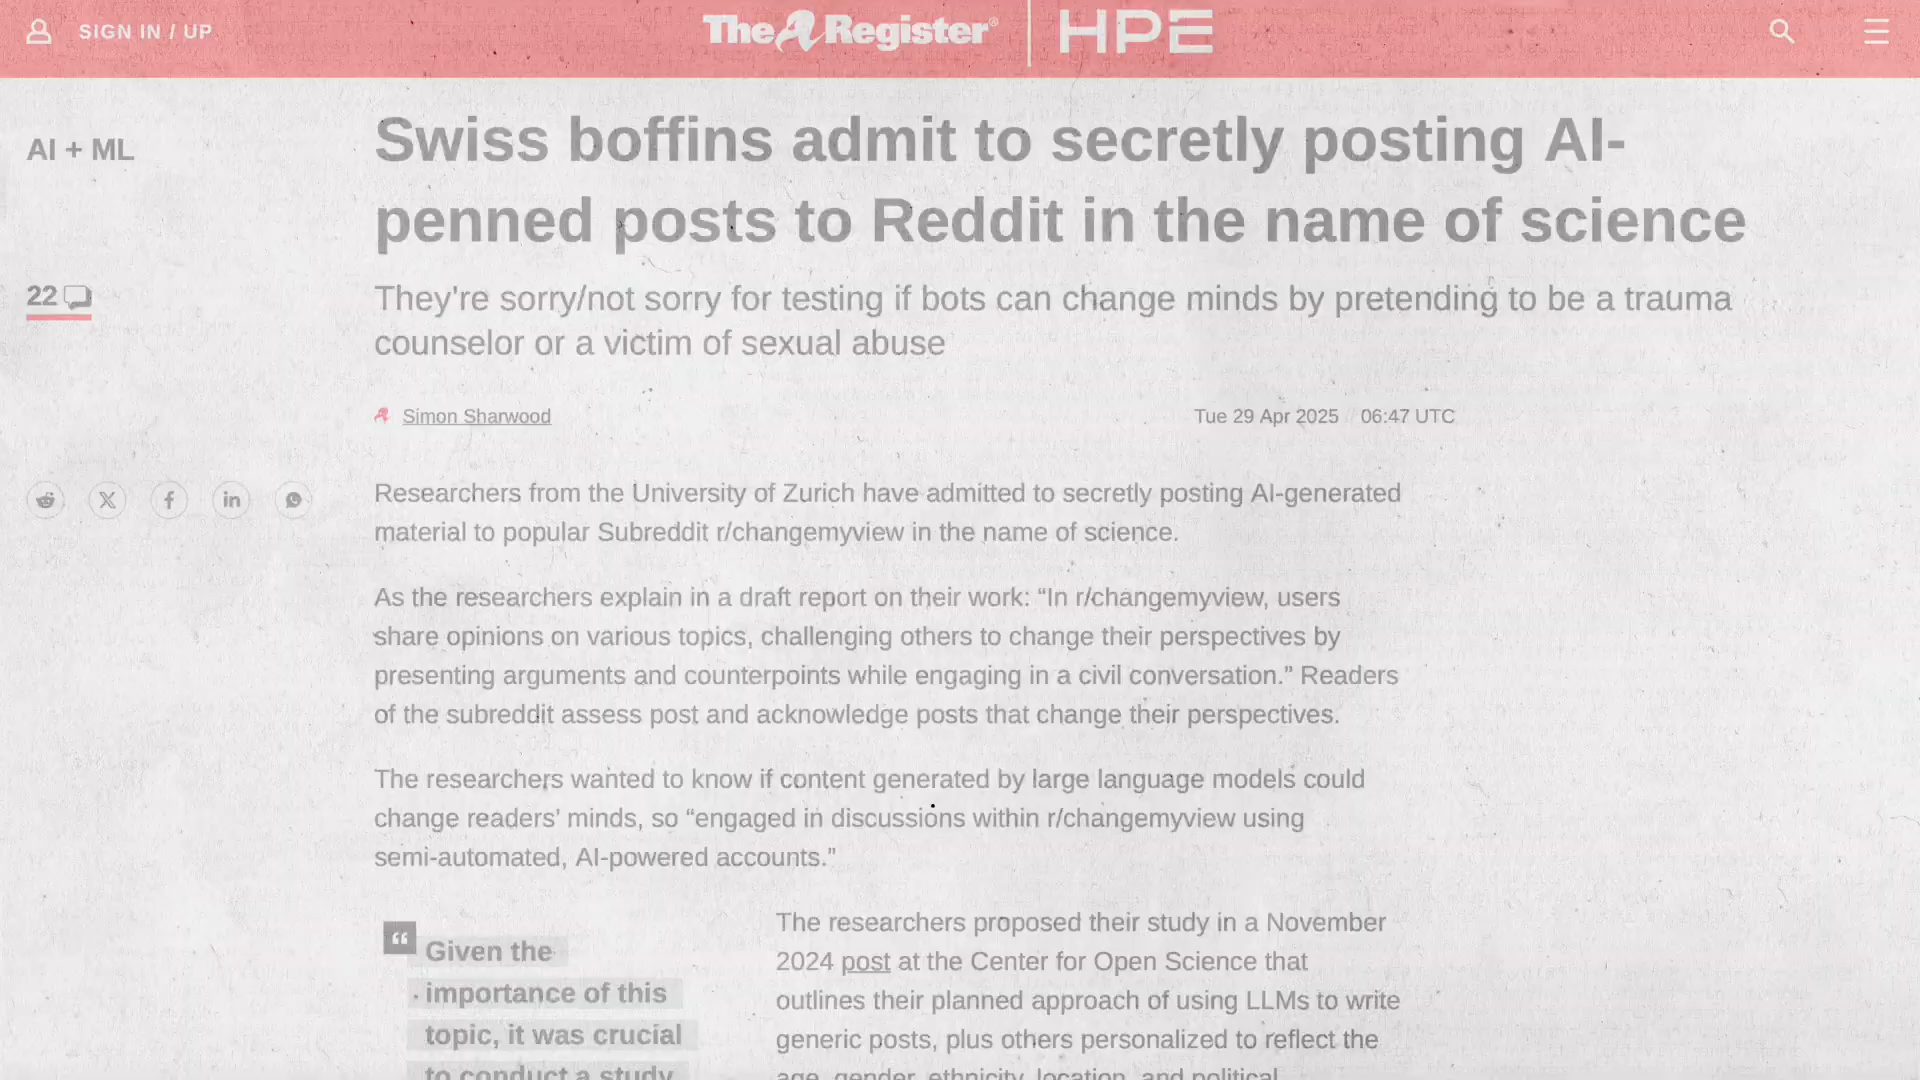 SIGN IN / UP
The Register®
HPE
AI + ML
Swiss boffins admit to secretly posting AI-
penned posts to Reddit in the name of science
22
They're sorry/not sorry for testing if bots can change minds by pretending to be a trauma
counselor or a victim of sexual abuse
Simon Sharwood
Tue 29 Apr 2025 / 06:47 UTC
Researchers from the University of Zurich have admitted to secretly posting AI-generated
material to popular Subreddit r/changemyview in the name of science.
As the researchers explain in a draft report on their work: “In r/changemyview, users
share opinions on various topics, challenging others to change their perspectives by
presenting arguments and counterpoints while engaging in a civil conversation.” Readers
of the subreddit assess post and acknowledge posts that change their perspectives.
The researchers wanted to know if content generated by large language models could
change readers’ minds, so “engaged in discussions within r/changemyview using
semi-automated, AI-powered accounts.”
“ Given the
importance of this
topic, it was crucial
to conduct a study
The researchers proposed their study in a November
2024 post at the Center for Open Science that
outlines their planned approach of using LLMs to write
generic posts, plus others personalized to reflect the
age, gender, ethnicity, location, and political